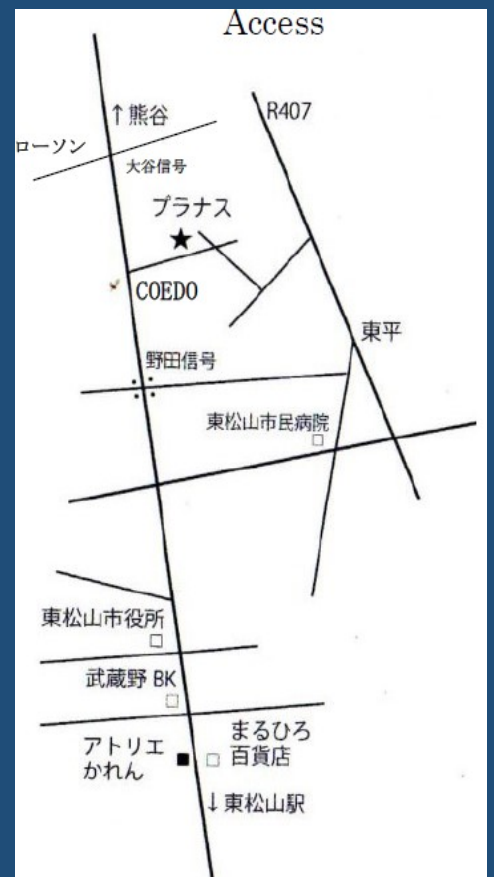 Access
↑熊谷
R407
ローソン
大谷信号
プラナス
COEDO
東平
野田信号
東松山市民病院
東松山市役所
武蔵野 BK
アトリエ
かれん
まるひろ
百貨店
↓東松山駅